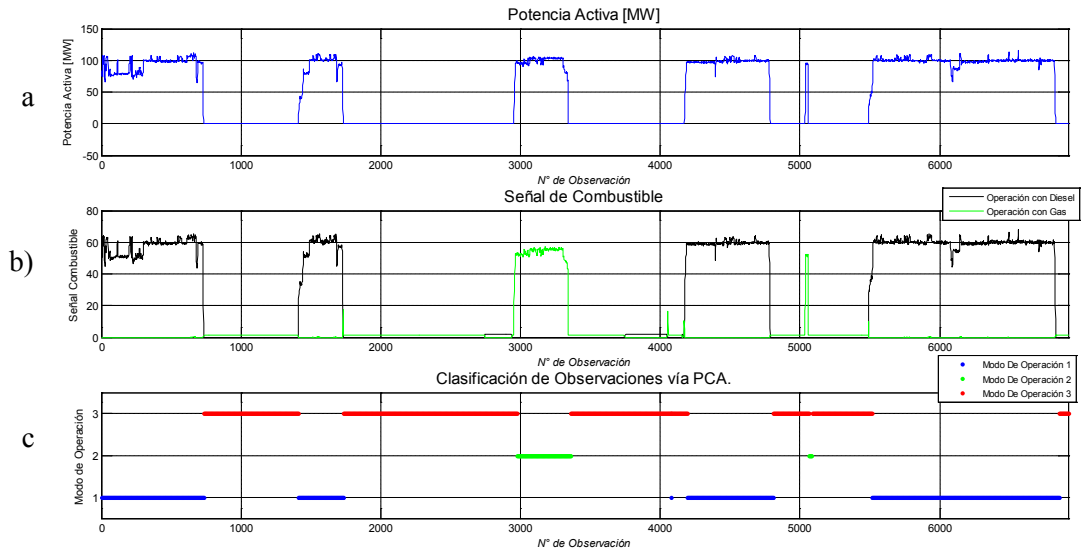 Potencia Activa [MW]
a
Potencia Activa [MW]
150
100
50
0
-50
0
1000
2000
3000
4000
5000
6000
N° de Observación
Señal de Combustible
Operación con Diesel
Operación con Gas
b)
Señal Combustible
80
60
40
20
0
0
1000
2000
3000
4000
5000
6000
N° de Observación
Clasificación de Observaciones vía PCA.
Modo De Operación 1
Modo De Operación 2
Modo De Operación 3
c
Modo de Operación
3
2
1
0
1000
2000
3000
4000
5000
6000
N° de Observación